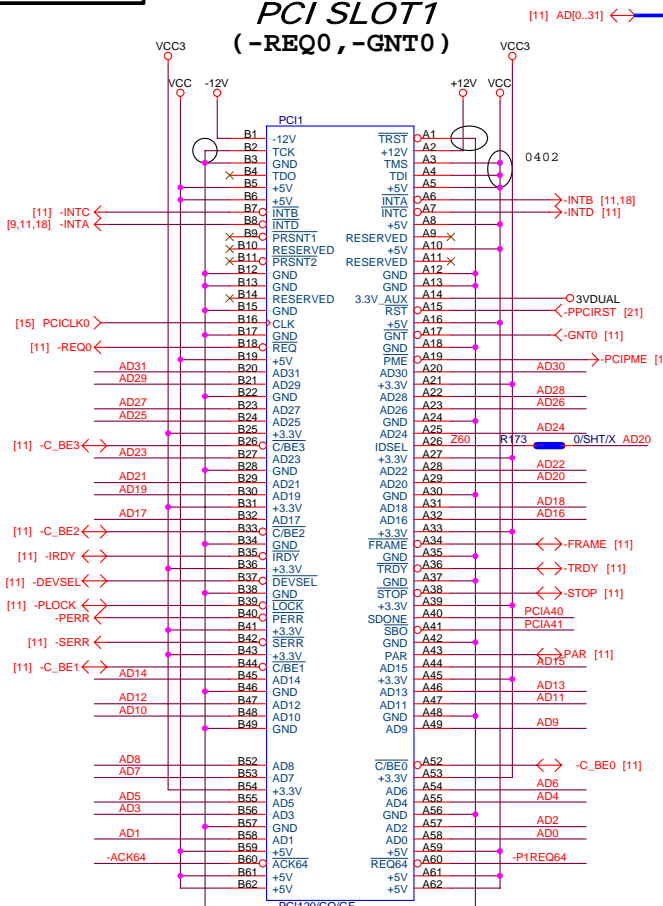 PCI SLOT1
[11] AD[0..31]
(-REQ0,-GNT0)
VCC3 VCC3
VCC -12V +12V VCC
PCI1
B1 -12V TRST A1
B2 TCK +12V A2
B3 GND TMS A3 0402
B4 TDO TDI A4
B5 +5V +5V A5
B6 +5V INTA A6 -INTB [11,18]
[11] -INTC B7 INTB INTC A7 -INTD [11]
[9,11,18] -INTA B8 INTD +5V A8
B9 PRSNT1 RESERVED A9
B10 RESERVED +5V A10
B11 PRSNT2 RESERVED A11
B12 GND GND A12
B13 GND GND A13
B14 RESERVED 3.3V_AUX A14 3VDUAL
B15 GND RST A15 -PPCIRST [21]
[15] PCICLK0 B16 CLK +5V A16
B17 GND GNT A17 -GNT0 [11]
[11] -REQ0 B18 REQ GND A18
B19 +5V PME A19 -PCIPME [1
AD31 B20 AD31 AD30 A20 AD30
AD29 B21 AD29 +3.3V A21
B22 GND AD28 A22 AD28
AD27 B23 AD27 AD26 A23 AD26
AD25 B24 AD25 GND A24
B25 +3.3V AD24 A25 AD24
[11] -C_BE3 B26 C/BE3 IDSEL A26 Z60 R173 0/SHT/X AD20
AD23 B27 AD23 +3.3V A27
B28 GND AD22 A28 AD22
AD21 B29 AD21 AD20 A29 AD20
AD19 B30 AD19 GND A30
B31 +3.3V AD18 A31 AD18
AD17 B32 AD17 AD16 A32 AD16
[11] -C_BE2 B33 C/BE2 +3.3V A33
B34 GND FRAME A34 -FRAME [11]
[11] -IRDY B35 IRDY GND A35
B36 +3.3V TRDY A36 -TRDY [11]
[11] -DEVSEL B37 DEVSEL GND A37
B38 GND STOP A38 -STOP [11]
[11] -PLOCK B39 LOCK +3.3V A39
-PERR B40 PERR SDONE A40 PCIA40
B41 +3.3V SBO A41 PCIA41
[11] -SERR B42 SERR GND A42
B43 +3.3V PAR A43 PAR [11]
[11] -C_BE1 B44 C/BE1 AD15 A44 AD15
AD14 B45 AD14 +3.3V A45
B46 GND AD13 A46 AD13
AD12 B47 AD12 AD11 A47 AD11
AD10 B48 AD10 GND A48
B49 GND AD9 A49 AD9
AD8 B52 AD8 C/BE0 A52 -C_BE0 [11]
AD7 B53 AD7 +3.3V A53
B54 +3.3V AD6 A54 AD6
AD5 B55 AD5 AD4 A55 AD4
AD3 B56 AD3 GND A56
B57 GND AD2 A57 AD2
AD1 B58 AD1 AD0 A58 AD0
B59 +5V +5V A59
-ACK64 B60 ACK64 REQ64 A60 -P1REQ64
B61 +5V +5V A61
B62 +5V +5V A62